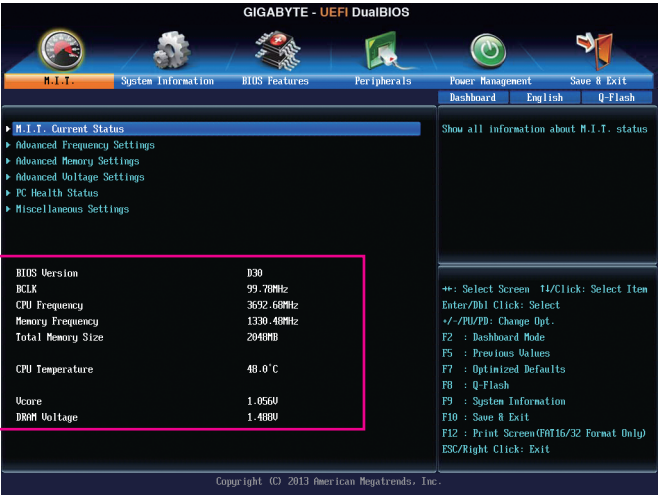 GIGABYTE - UEFI DualBIOS
M.I.T. System Information BIOS Features Peripherals Power Management Save & Exit
Dashboard English Q-Flash
M.I.T. Current Status
Advanced Frequency Settings
Advanced Memory Settings
Advanced Voltage Settings
PC Health Status
Miscellaneous Settings
Show all information about M.I.T. status
BIOS Version D30
BCLK 99.78MHz
CPU Frequency 3692.68MHz
Memory Frequency 1330.48MHz
Total Memory Size 2048MB
CPU Temperature 48.0°C
Vcore 1.056V
DRAM Voltage 1.488V
→←: Select Screen ↑↓/Click: Select Item
Enter/Dbl Click: Select
+/-/PU/PD: Change Opt.
F2 : Dashboard Mode
F5 : Previous Values
F7 : Optimized Defaults
F8 : Q-Flash
F9 : System Information
F10 : Save & Exit
F12 : Print Screen(FAT16/32 Format Only)
ESC/Right Click: Exit
Copyright (C) 2013 American Megatrends, Inc.